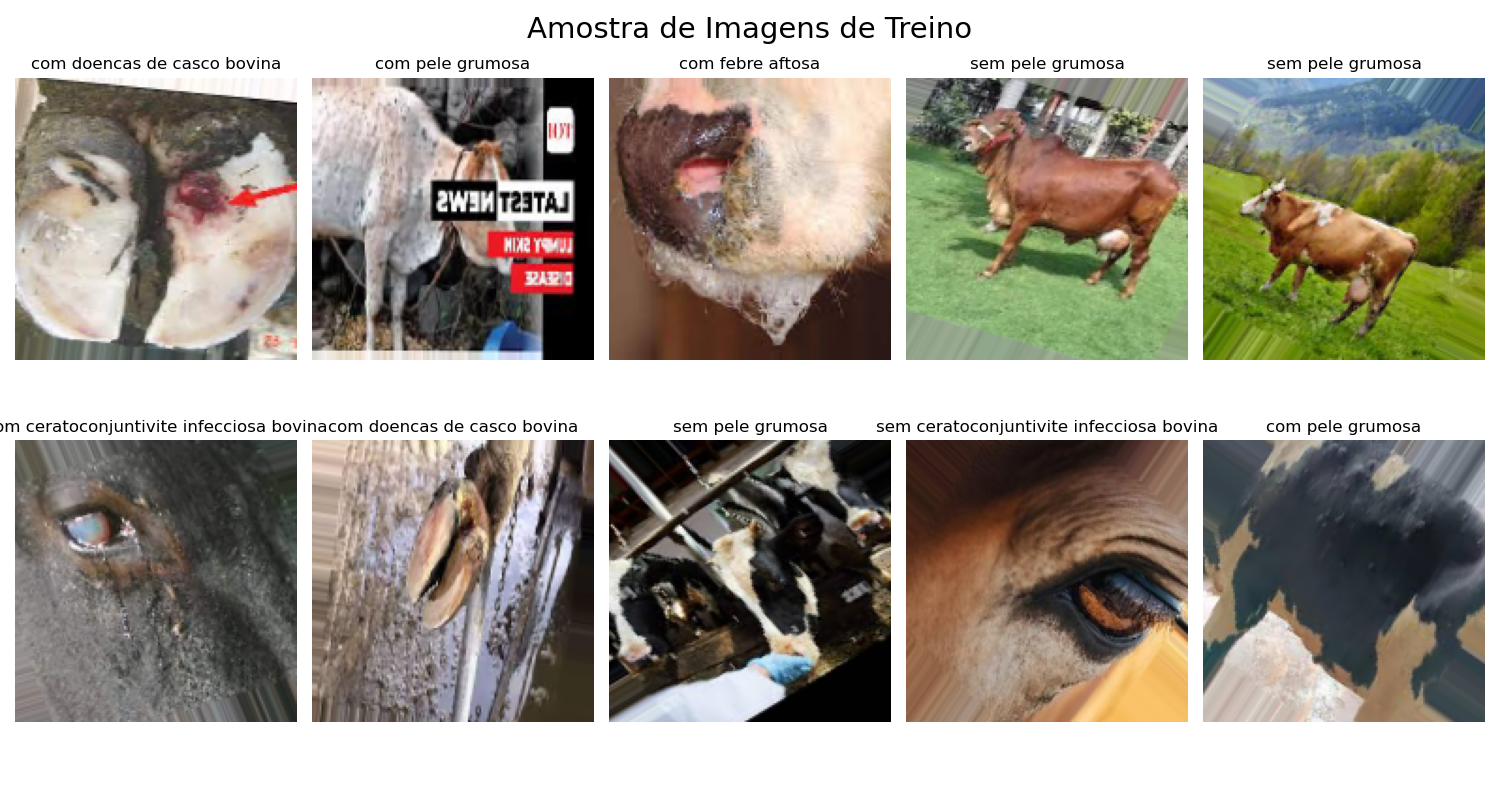 Amostra de Imagens de Treino
com doencas de casco bovina
com pele grumosa
com febre aftosa
sem pele grumosa
sem pele grumosa
LATEST NEWS
LUMPY SKIN
DISEASE
om ceratoconjuntivite infecciosa bovina
com doencas de casco bovina
sem pele grumosa
sem ceratoconjuntivite infecciosa bovina
com pele grumosa